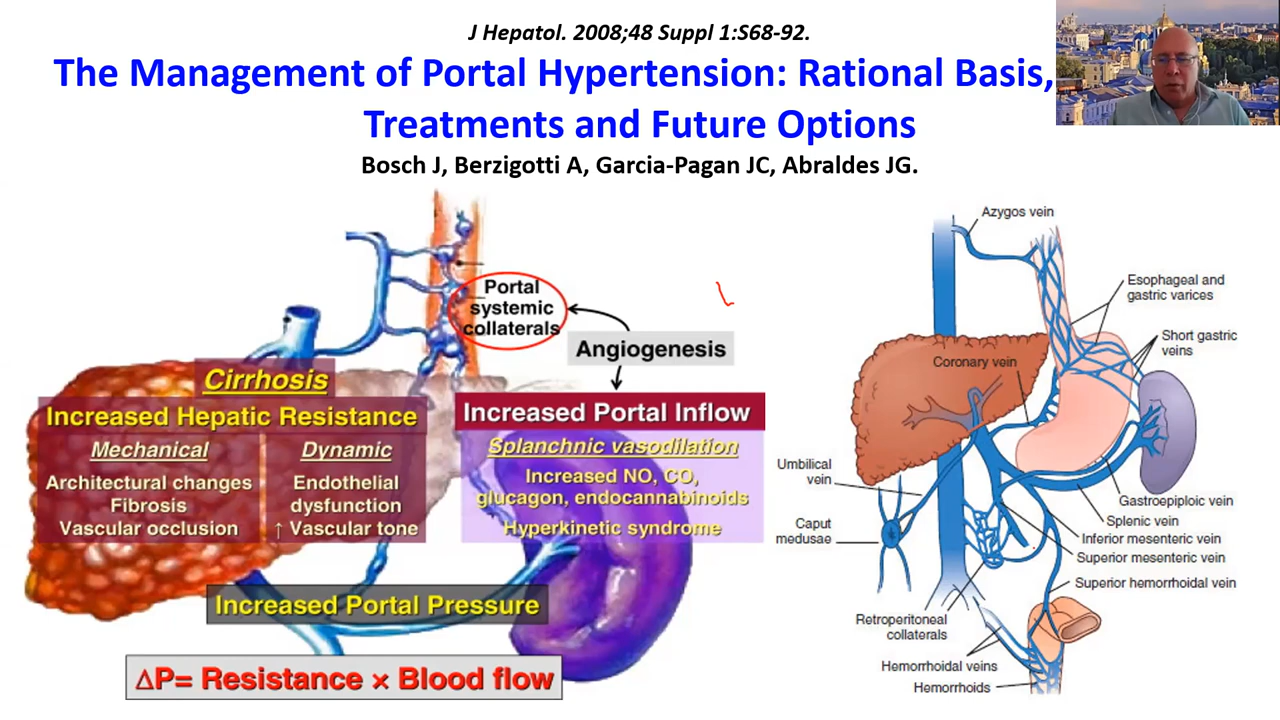 J Hepatol. 2008;48 Suppl 1:S68-92.
The Management of Portal Hypertension: Rational Basis,
Treatments and Future Options
Bosch J, Berzigotti A, Garcia-Pagan JC, Abraldes JG.
Portal
systemic
collaterals
Angiogenesis
Cirrhosis
Increased Hepatic Resistance
Mechanical
Architectural changes
Fibrosis
Vascular occlusion
Dynamic
Endothelial
dysfunction
↑ Vascular tone
Increased Portal Inflow
Splanchnic vasodilation
Increased NO, CO,
glucagon, endocannabinoids
Hyperkinetic syndrome
Increased Portal Pressure
ΔP= Resistance × Blood flow
Azygos vein
Esophageal and
gastric varices
Short gastric
veins
Coronary vein
Umbilical
vein
Caput
medusae
Gastroepiploic vein
Splenic vein
Inferior mesenteric vein
Superior mesenteric vein
Superior hemorrhoidal vein
Retroperitoneal
collaterals
Hemorrhoidal veins
Hemorrhoids